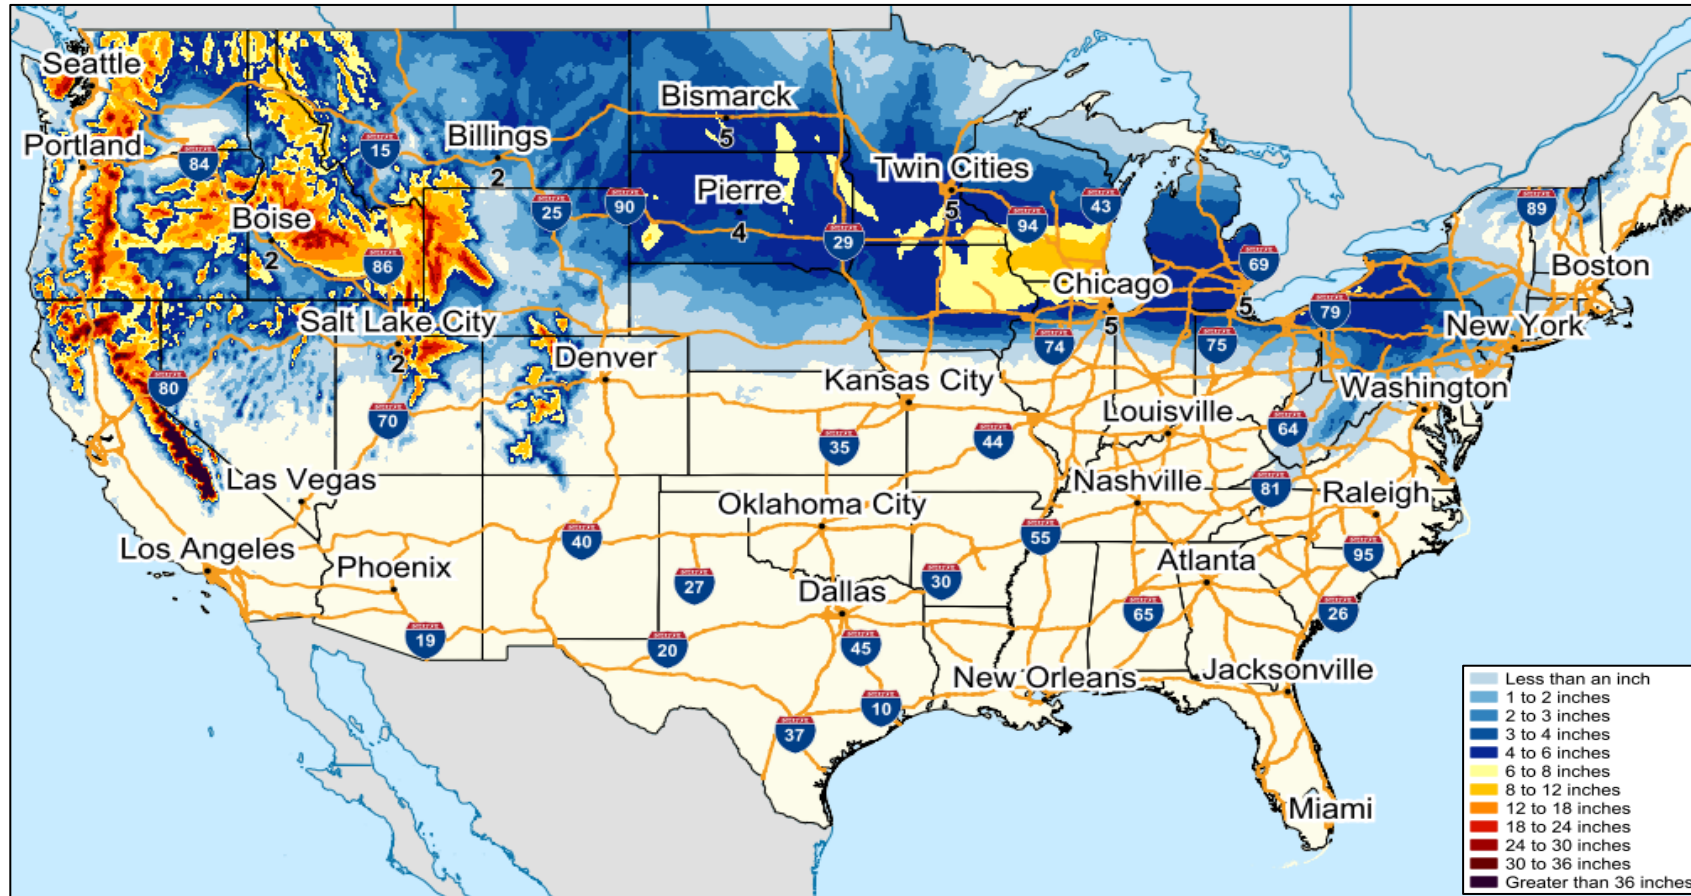 Seattle
Portland
84
15
Billings
2
Bismarck
5
Twin Cities
5
Pierre
4
25
90
29
94
43
89
Boston
69
Boise
2
86
Chicago
5
5
79
New York
Salt Lake City
2
Denver
74
75
80
70
Kansas City
Washington
Louisville
64
35
44
Las Vegas
Nashville
81
Raleigh
Oklahoma City
40
55
95
Los Angeles
Phoenix
27
30
Atlanta
Dallas
65
26
19
20
45
New Orleans
Jacksonville
10
37
Miami
Less than an inch
1 to 2 inches
2 to 3 inches
3 to 4 inches
4 to 6 inches
6 to 8 inches
8 to 12 inches
12 to 18 inches
18 to 24 inches
24 to 30 inches
30 to 36 inches
Greater than 36 inches